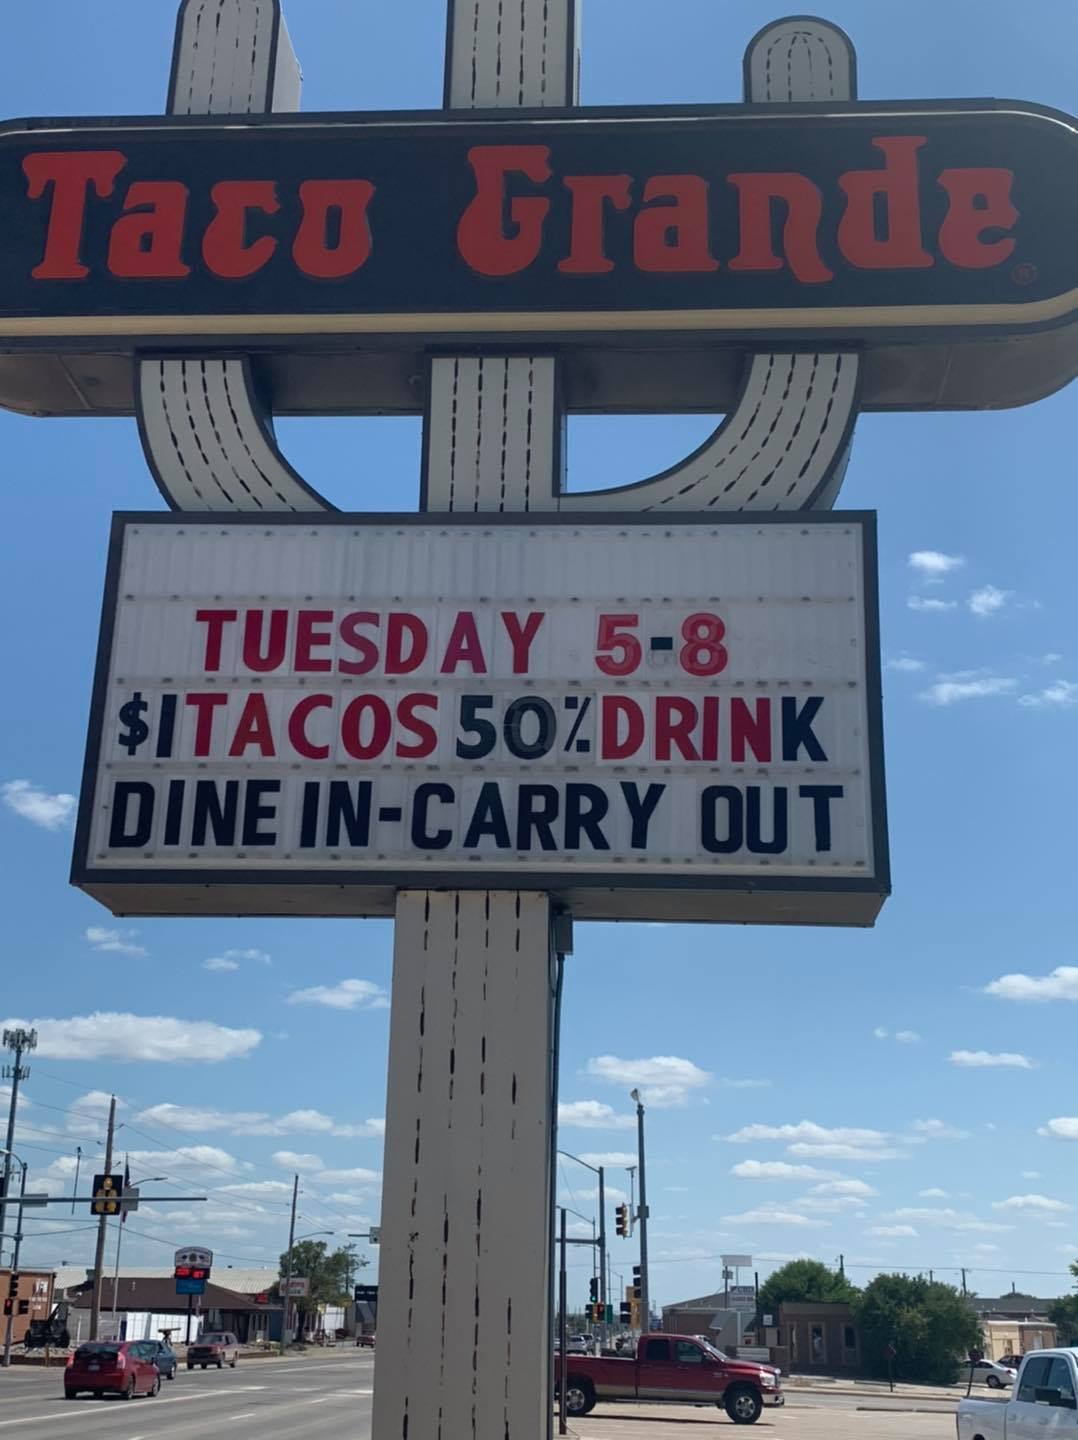 Taco Grande ®
TUESDAY 5-8
$1TACOS 50% DRINK
DINE IN-CARRY OUT